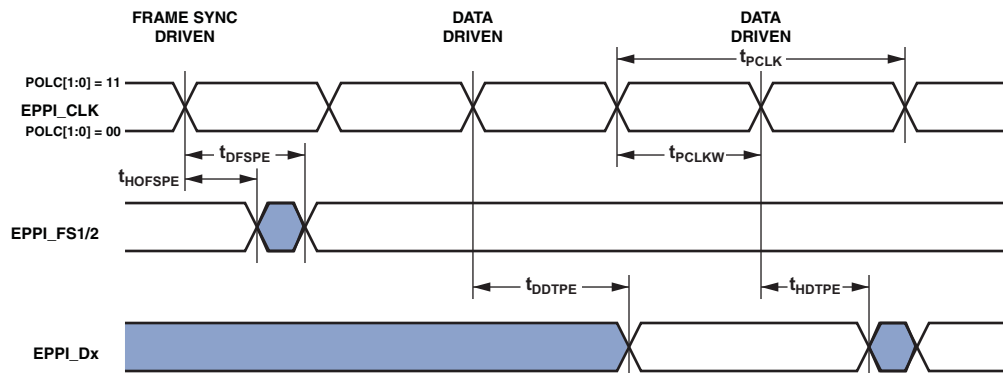 FRAME SYNC
DRIVEN
DATA
DRIVEN
DATA
DRIVEN
tPCLK
POLC[1:0] = 11
EPPI_CLK
POLC[1:0] = 00
tDFSPE
tHOFSPE
tPCLKW
EPPI_FS1/2
tDDTPE
tHDTPE
EPPI_Dx